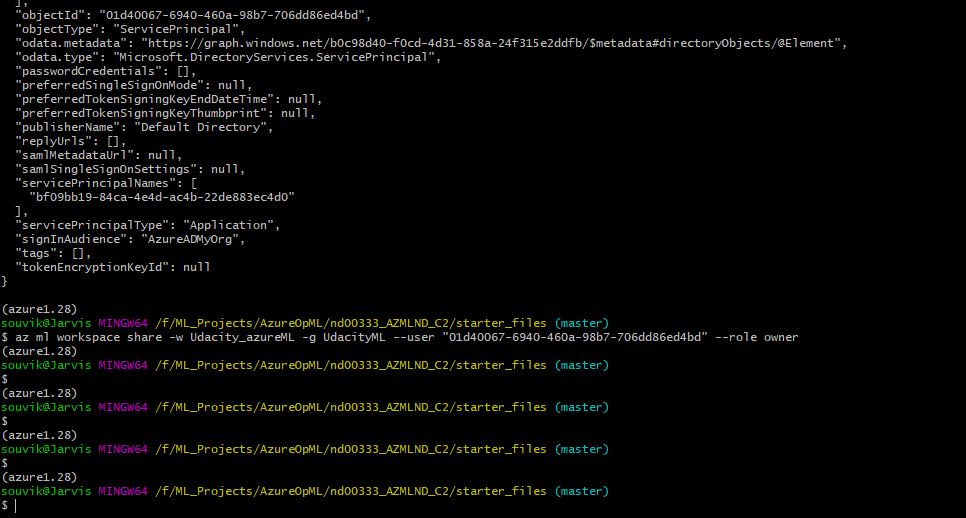 ],
"objectId": "01d40067-6940-460a-98b7-706dd86ed4bd",
"objectType": "ServicePrincipal",
"odata.metadata": "https://graph.windows.net/b0c98d40-f0cd-4d31-858a-24f315e2ddfb/$metadata#directoryObjects/@Element",
"odata.type": "Microsoft.DirectoryServices.ServicePrincipal",
"passwordCredentials": [],
"preferredSingleSignOnMode": null,
"preferredTokenSigningKeyEndDateTime": null,
"preferredTokenSigningKeyThumbprint": null,
"publisherName": "Default Directory",
"replyUrls": [],
"samlMetadataUrl": null,
"samlSingleSignOnSettings": null,
"servicePrincipalNames": [
"bf09bb19-84ca-4e4d-ac4b-22de883ec4d0"
],
"servicePrincipalType": "Application",
"signInAudience": "AzureADMyOrg",
"tags": [],
"tokenEncryptionKeyId": null
}
(azure1.28)
souvik@Jarvis MINGW64 /f/ML_Projects/AzureOpML/nd00333_AZMLND_C2/starter_files (master)
$ az ml workspace share -w Udacity_azureML -g UdacityML --user "01d40067-6940-460a-98b7-706dd86ed4bd" --role owner
(azure1.28)
souvik@Jarvis MINGW64 /f/ML_Projects/AzureOpML/nd00333_AZMLND_C2/starter_files (master)
$
(azure1.28)
souvik@Jarvis MINGW64 /f/ML_Projects/AzureOpML/nd00333_AZMLND_C2/starter_files (master)
$
(azure1.28)
souvik@Jarvis MINGW64 /f/ML_Projects/AzureOpML/nd00333_AZMLND_C2/starter_files (master)
$
(azure1.28)
souvik@Jarvis MINGW64 /f/ML_Projects/AzureOpML/nd00333_AZMLND_C2/starter_files (master)
$